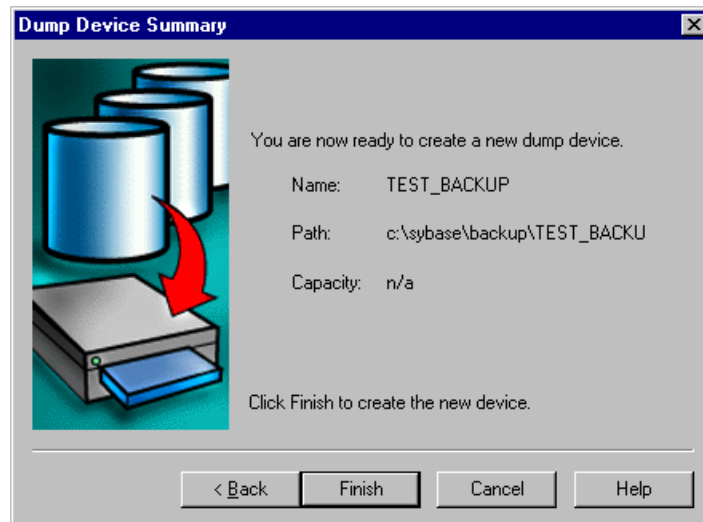 Dump Device Summary
You are now ready to create a new dump device.
Name: TEST_BACKUP
Path: c:\sybase\backup\TEST_BACKU
Capacity: n/a
Click Finish to create the new device.
< Back Finish Cancel Help